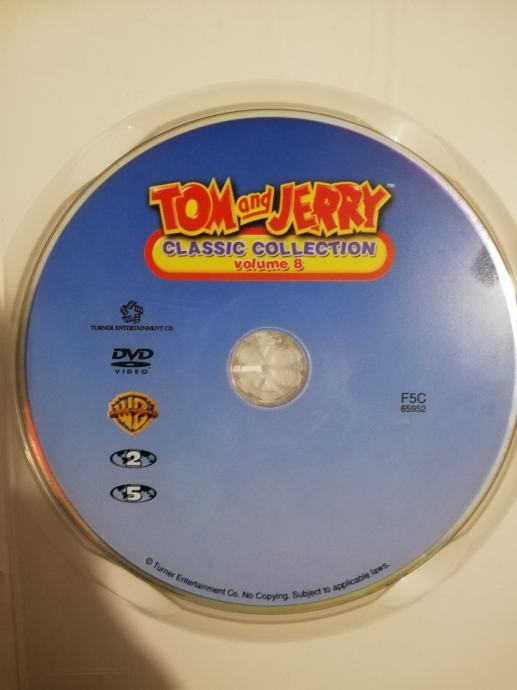 TOM and JERRY™
CLASSIC COLLECTION
volume 8
TURNER ENTERTAINMENT CO.
DVD
VIDEO
WB
2
5
F5C
65952
© Turner Entertainment Co. No Copying. Subject to applicable laws.